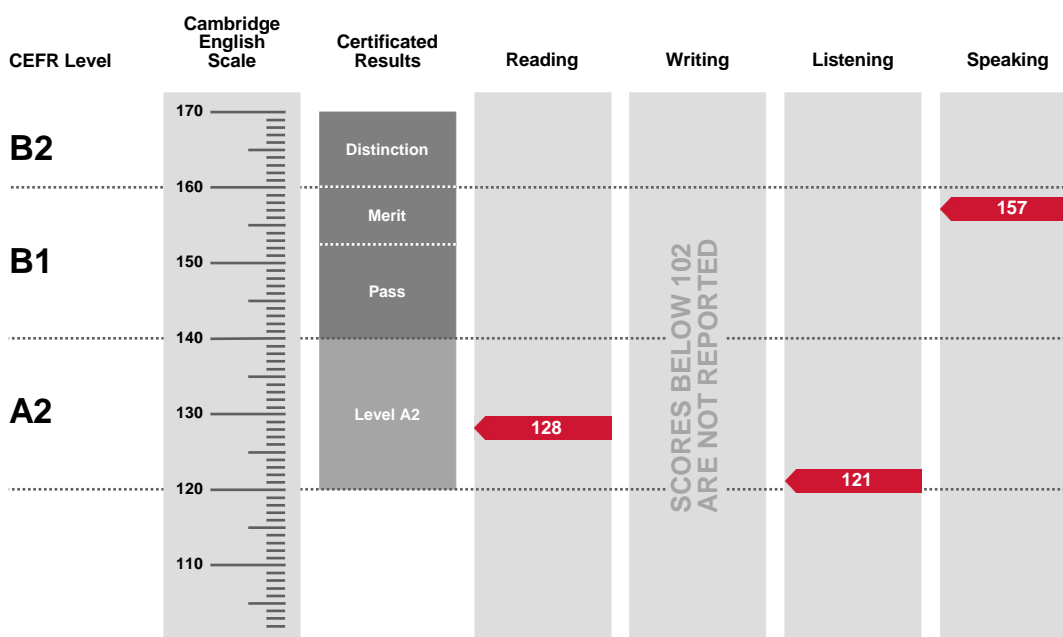 CEFR Level
Cambridge
English
Scale
Certificated
Results
Reading
Writing
Listening
Speaking
170
B2
Distinction
160
157
Merit
B1
150
Pass
SCORES BELOW 102
ARE NOT REPORTED
140
A2
130
Level A2
128
121
120
110